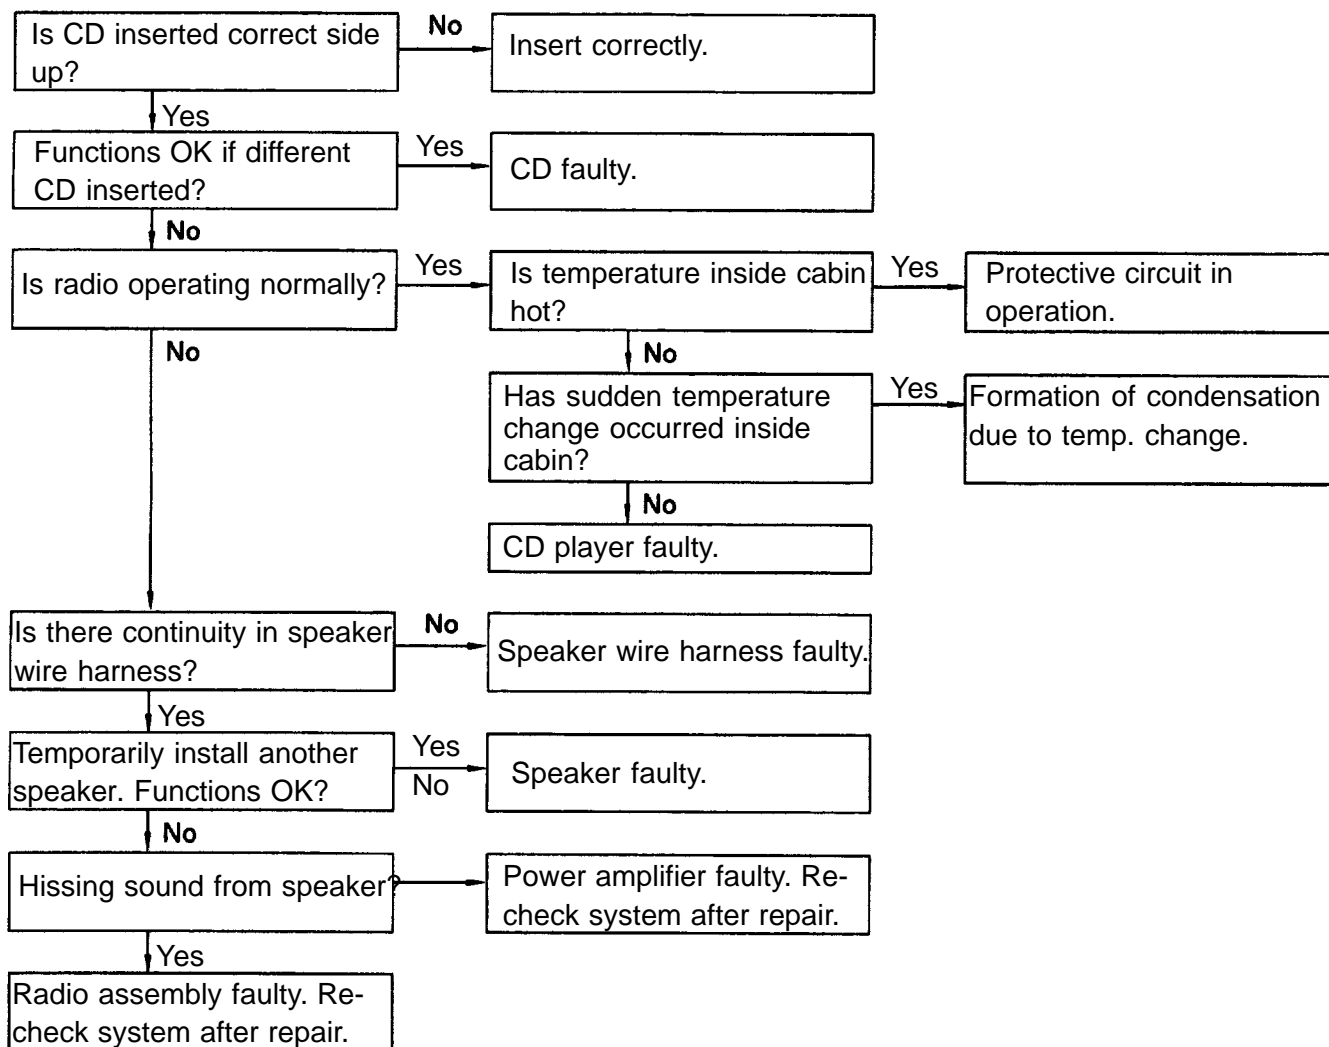 Is CD inserted correct side
up?
No
Insert correctly.
Yes
Functions OK if different
CD inserted?
Yes
CD faulty.
No
Is radio operating normally?
Yes
Is temperature inside cabin
hot?
Yes
Protective circuit in
operation.
No
No
Has sudden temperature
change occurred inside
cabin?
Yes
Formation of condensation
due to temp. change.
No
CD player faulty.
Is there continuity in speaker
wire harness?
No
Speaker wire harness faulty.
Yes
Temporarily install another
speaker. Functions OK?
Yes
No
Speaker faulty.
No
Hissing sound from speaker?
Power amplifier faulty. Re-
check system after repair.
Yes
Radio assembly faulty. Re-
check system after repair.